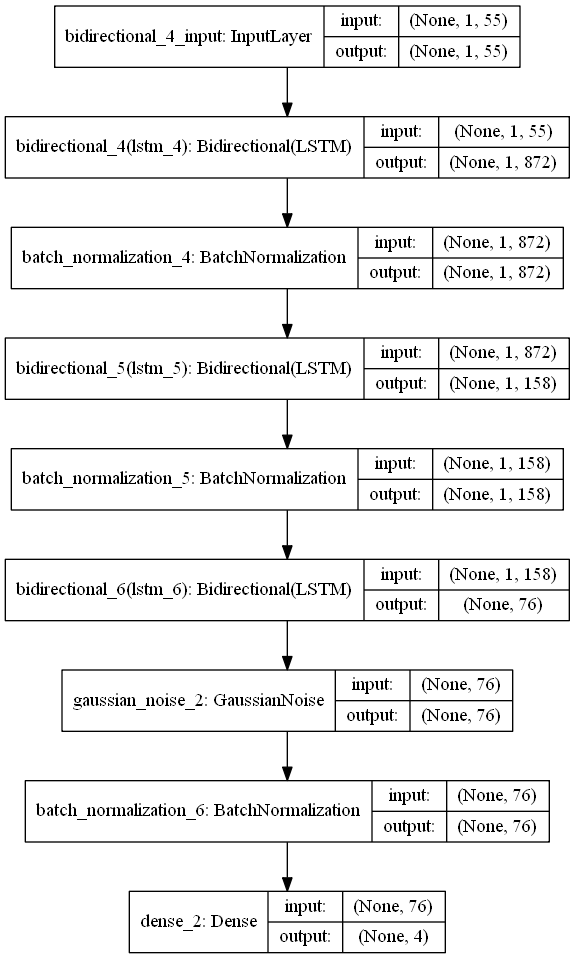 bidirectional_4_input: InputLayer input: (None, 1, 55)
output: (None, 1, 55)
bidirectional_4(lstm_4): Bidirectional(LSTM) input: (None, 1, 55)
output: (None, 1, 872)
batch_normalization_4: BatchNormalization input: (None, 1, 872)
output: (None, 1, 872)
bidirectional_5(lstm_5): Bidirectional(LSTM) input: (None, 1, 872)
output: (None, 1, 158)
batch_normalization_5: BatchNormalization input: (None, 1, 158)
output: (None, 1, 158)
bidirectional_6(lstm_6): Bidirectional(LSTM) input: (None, 1, 158)
output: (None, 76)
gaussian_noise_2: GaussianNoise input: (None, 76)
output: (None, 76)
batch_normalization_6: BatchNormalization input: (None, 76)
output: (None, 76)
dense_2: Dense input: (None, 76)
output: (None, 4)